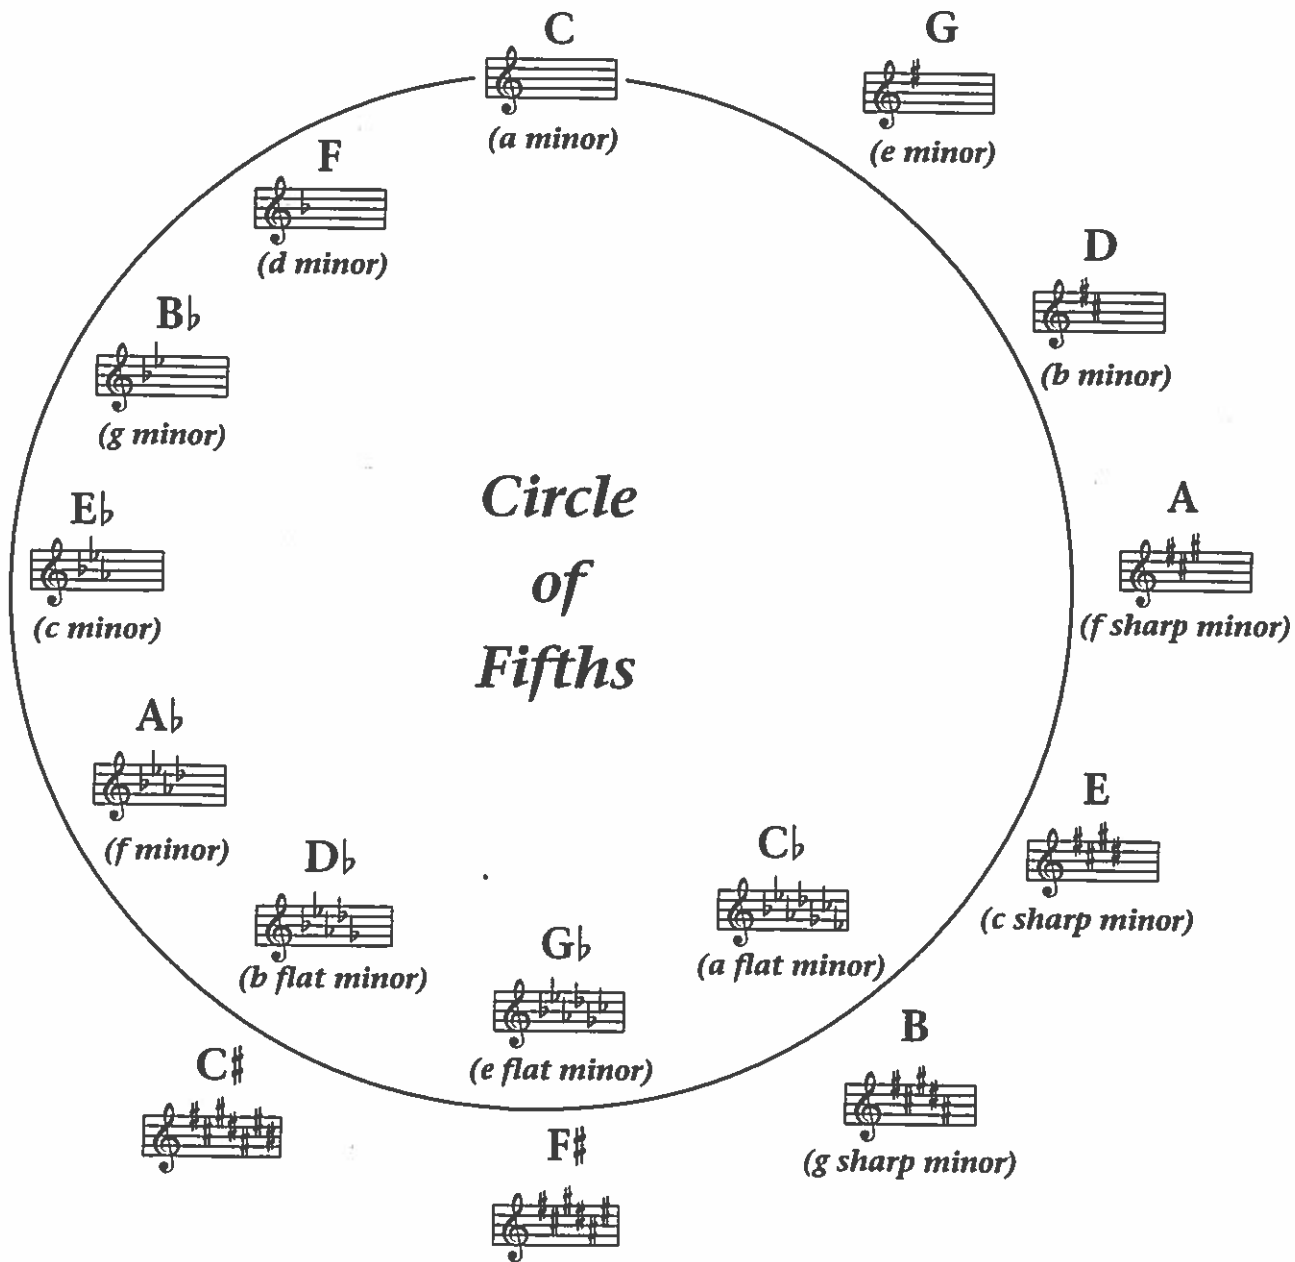 C
(a minor)
G
(e minor)
D
(b minor)
A
(f sharp minor)
E
(c sharp minor)
B
(g sharp minor)
F♯
C♯
C♭
(a flat minor)
G♭
(e flat minor)
D♭
(b flat minor)
A♭
(f minor)
E♭
(c minor)
B♭
(g minor)
F
(d minor)
Circle
of
Fifths